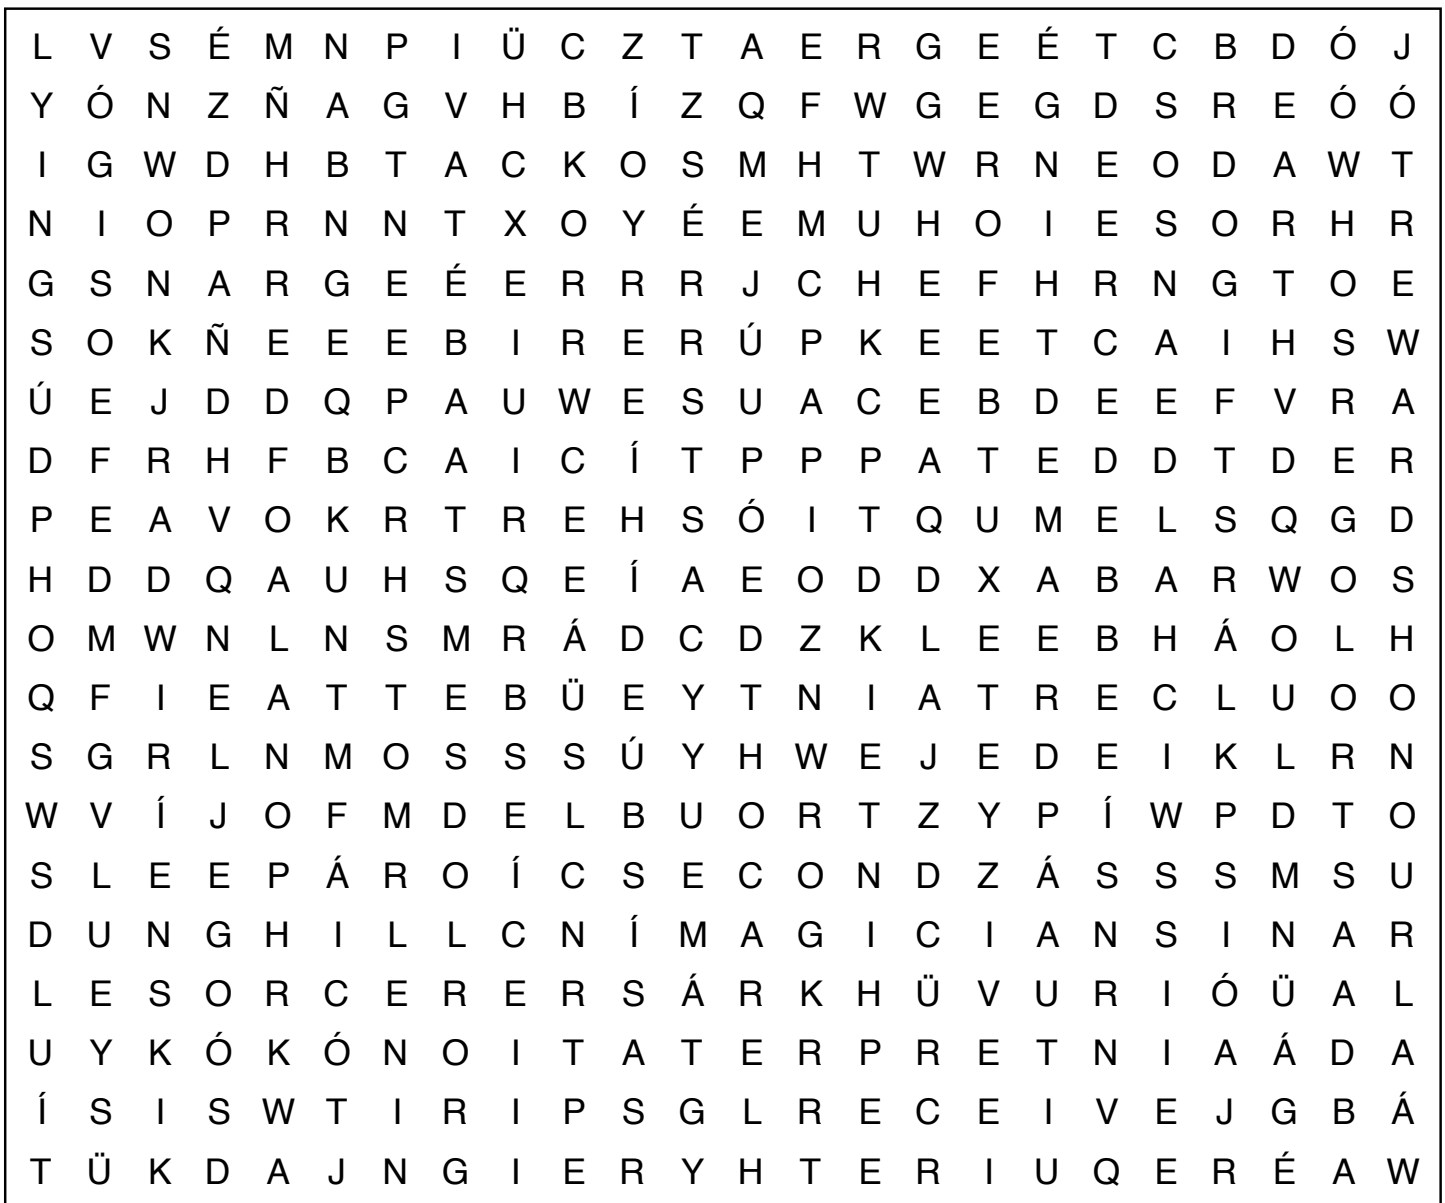 L V S É M N P I Ü C Z T A E R G E É T C B D Ó J
Y Ó N Z Ñ A G V H B Í Z Q F W G E G D S R E Ó Ó
I G W D H B T A C K O S M H T W R N E O D A W T
N I O P R N N T X O Y É E M U H O I E S O R H R
G S N A R G E É E R R R J C H E F H R N G T O E
S O K Ñ E E E B I R E R Ú P K E E T C A I H S W
Ú E J D D Q P A U W E S U A C E B D E E F V R A
D F R H F B C A I C Í T P P P A T E D D T D E R
P E A V O K R T R E H S Ó I T Q U M E L S Q G D
H D D Q A U H S Q E Í A E O D D X A B A R W O S
O M W N L N S M R Á D C D Z K L E E B H Á O L H
Q F I E A T T E B Ü E Y T N I A T R E C L U O O
S G R L N M O S S S Ú Y H W E J E D E I K L R N
W V Í J O F M D E L B U O R T Z Y P Í W P D T O
S L E E P Á R O Í C S E C O N D Z Á S S S M S U
D U N G H I L L C N Í M A G I C I A N S I N A R
L E S O R C E R E R S Á R K H Ü V U R I Ó Ü A L
U Y K Ó K Ó N O I T A T E R P R E T N I A Á D A
Í S I S W T I R I P S G L R E C E I V E J G B Á
T Ü K D A J N G I E R Y H T E R I U Q E R É A W